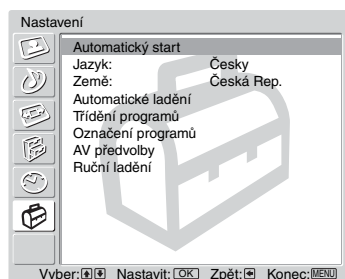 Nastavení
Automatický start
Jazyk: Česky
Země: Česká Rep.
Automatické ladění
Třídění programů
Označení programů
AV předvolby
Ruční ladění
Vyber: Nastavit: OK Zpět: Konec: MENU